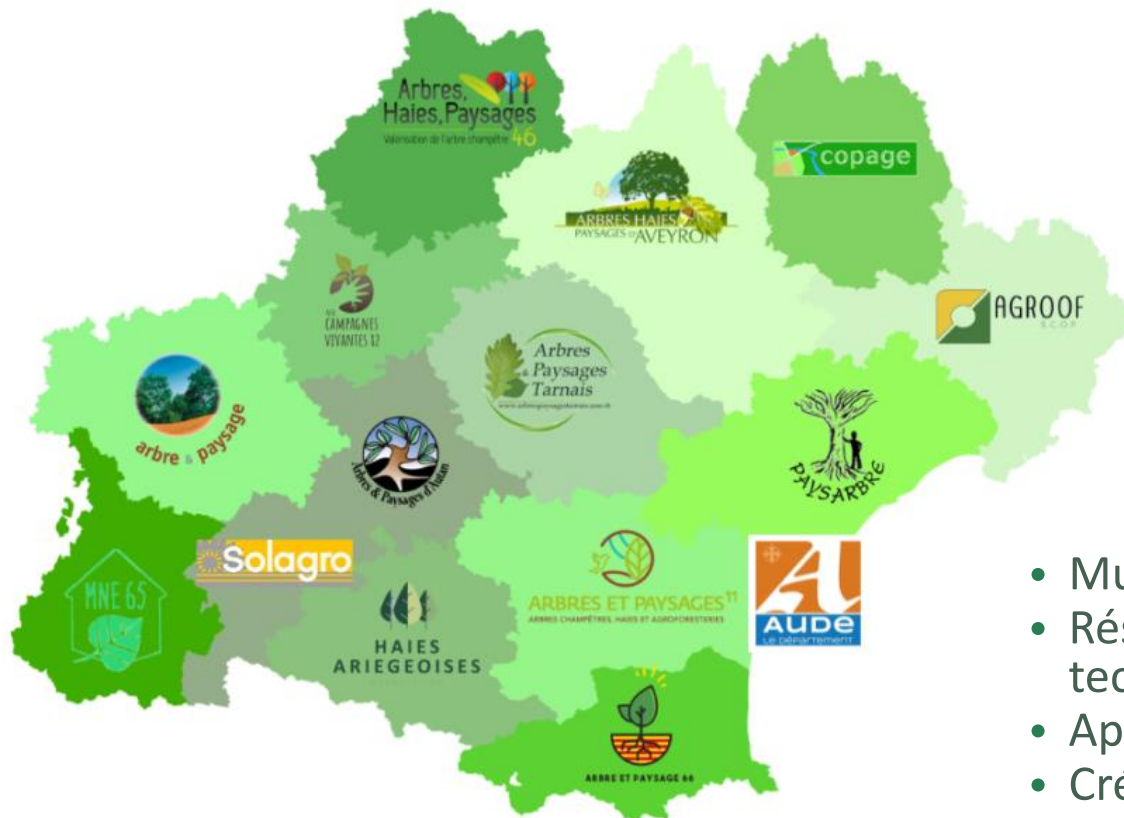 Arbres,
Haies, Paysages
Valorisation de l'arbre champêtre 46
copage
ARBRES HAIES
PAYSAGES D'AVEYRON
AGROOF
S.C.O.P
CAMPAGNES
VIVANTES 82
Arbres
& Paysages
Tarnais
arbre & paysage
Arbres & Paysages d'Autan
PAYSARBRE
Solagro
MNE 65
HAIES
ARIEGEOISES
ARBRES ET PAYSAGES 11
ARBRES CHAMPÊTRES, HAIES ET AGROFORESTERIES
AUDE
LE DÉPARTEMENT
ARBRE ET PAYSAGE 66
• Mu
• Rés
tec
• Ap
• Cré